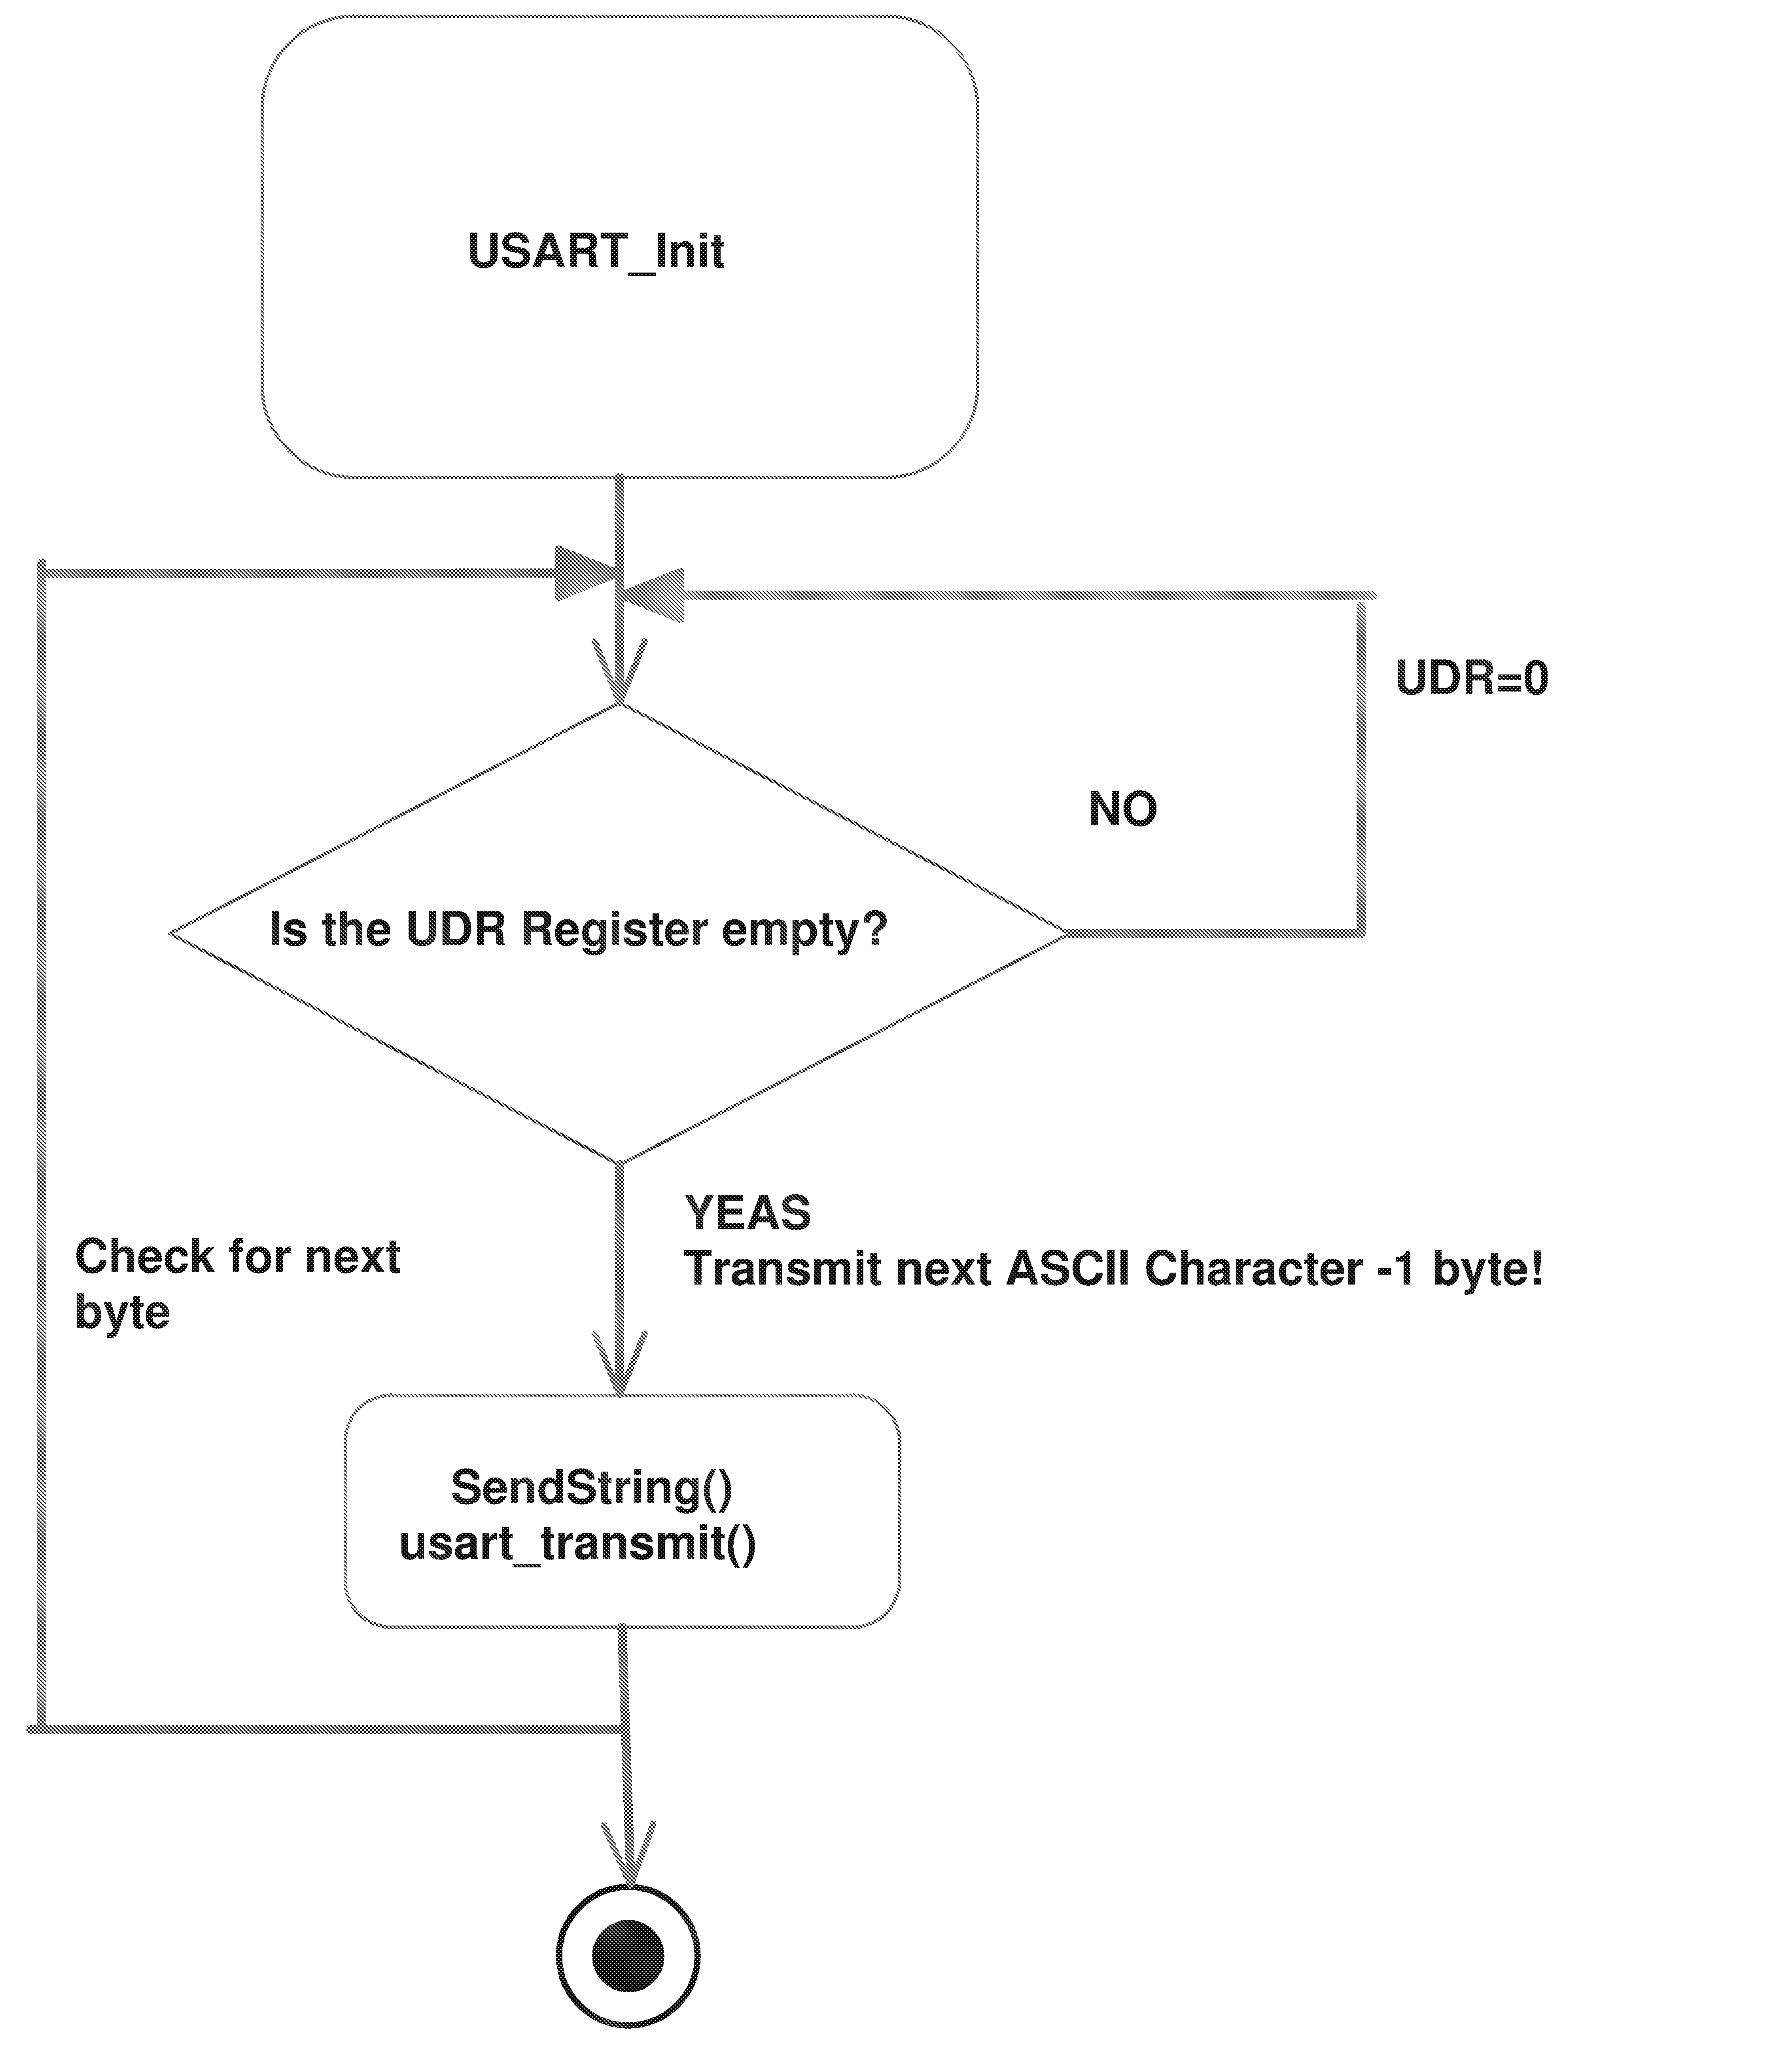 USART_Init
UDR=0
NO
Is the UDR Register empty?
YEAS
Transmit next ASCII Character -1 byte!
Check for next
byte
SendString()
usart_transmit()